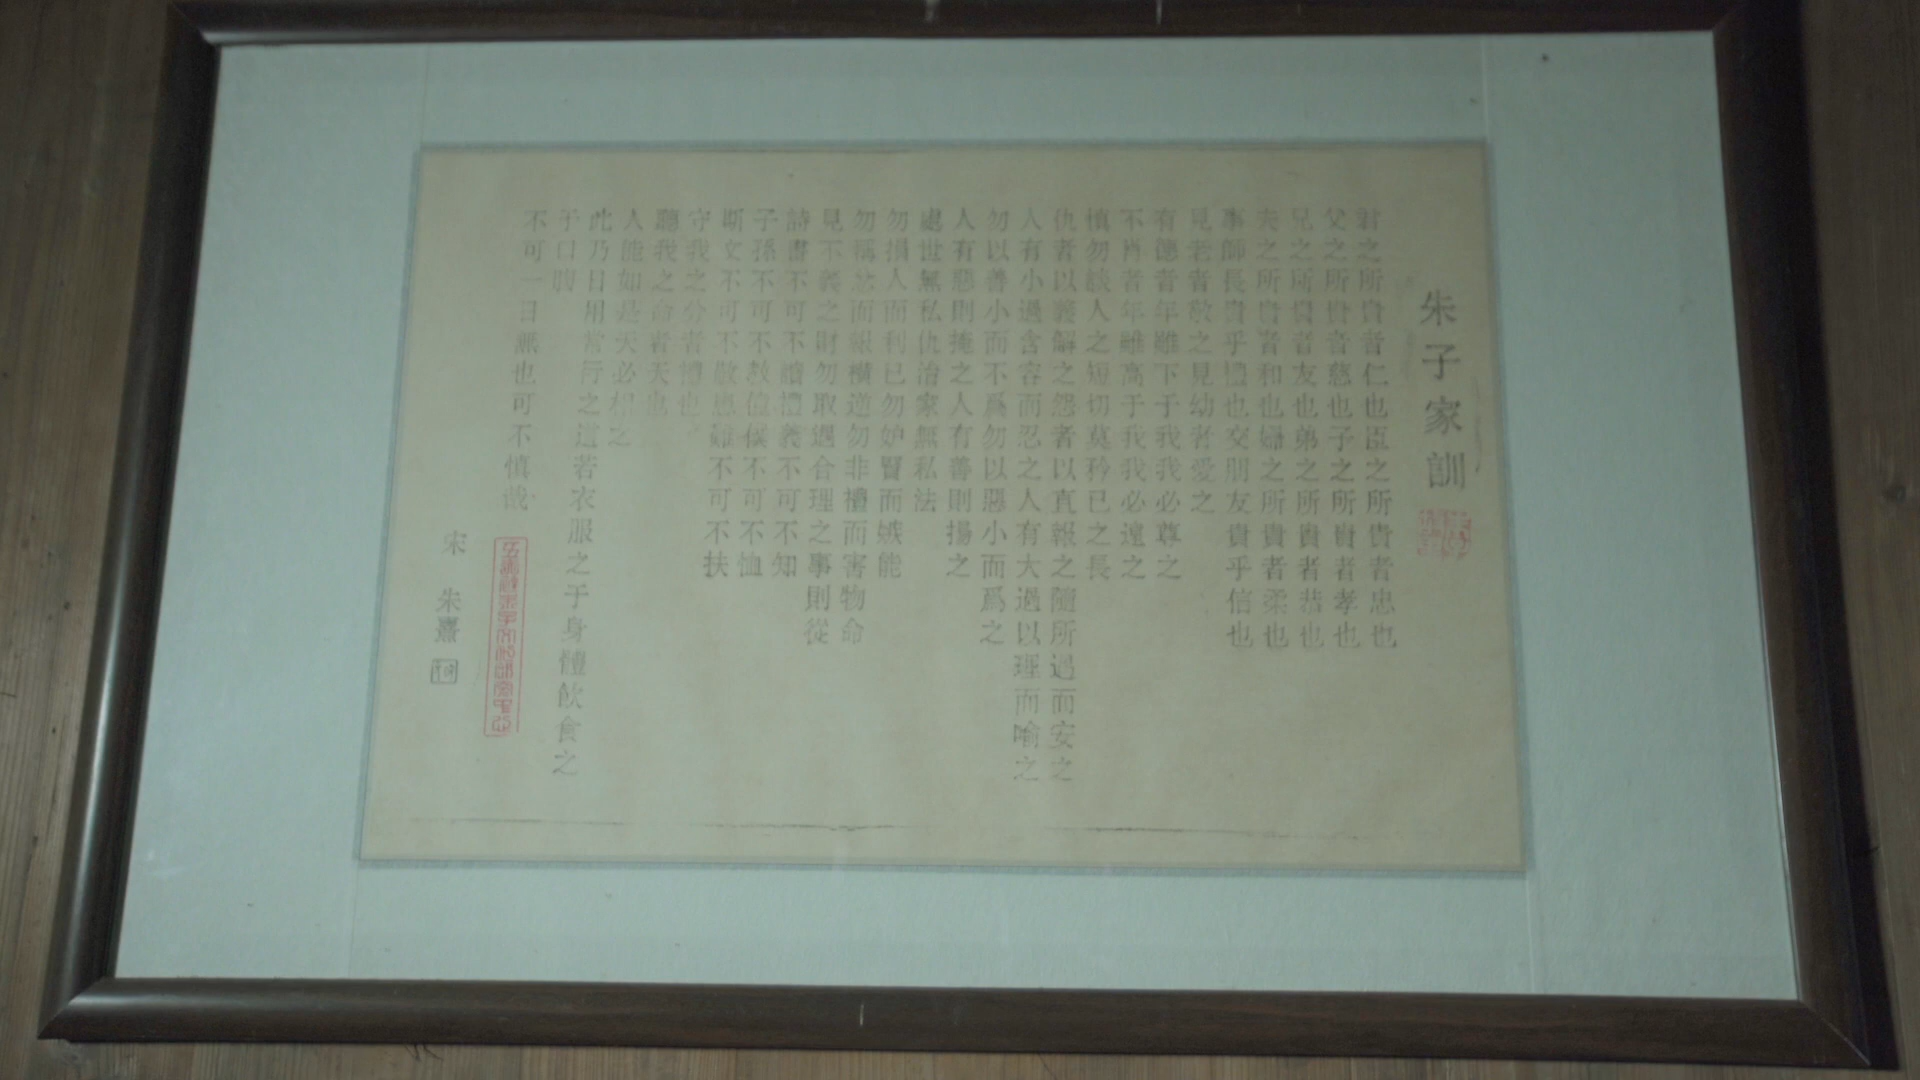 朱子家訓
君之所貴者仁也臣之所貴者忠也
父之所貴者慈也子之所貴者孝也
兄之所貴者友也弟之所貴者恭也
夫之所貴者和也婦之所貴者柔也
事師長貴乎禮也交朋友貴乎信也
見老者敬之見幼者愛之
有德者年雖下于我我必尊之
不肖者年雖高于我我必遠之
慎勿談人之短切莫矜已之長
仇者以義解之怨者以直報之隨所遇而安之
人有小過含容而忍之人有大過以理而喻之
勿以善小而不爲勿以惡小而爲之
人有惡則掩之人有善則揚之
處世無私仇治家無私法
勿損人而利已勿妒賢而嫉能
勿稱忿而報橫逆勿非禮而害物命
見不義之財勿取遇合理之事則從
詩書不可不讀禮義不可不知
子孫不可不教僮僕不可不恤
斯文不可不敬患難不可不扶
守我之分者禮也
聽我之命者天也
人能如是天必相之
此乃日用常行之道若衣服之于身體飲食之
于口腹
不可一日無也可不慎哉
宋 朱熹